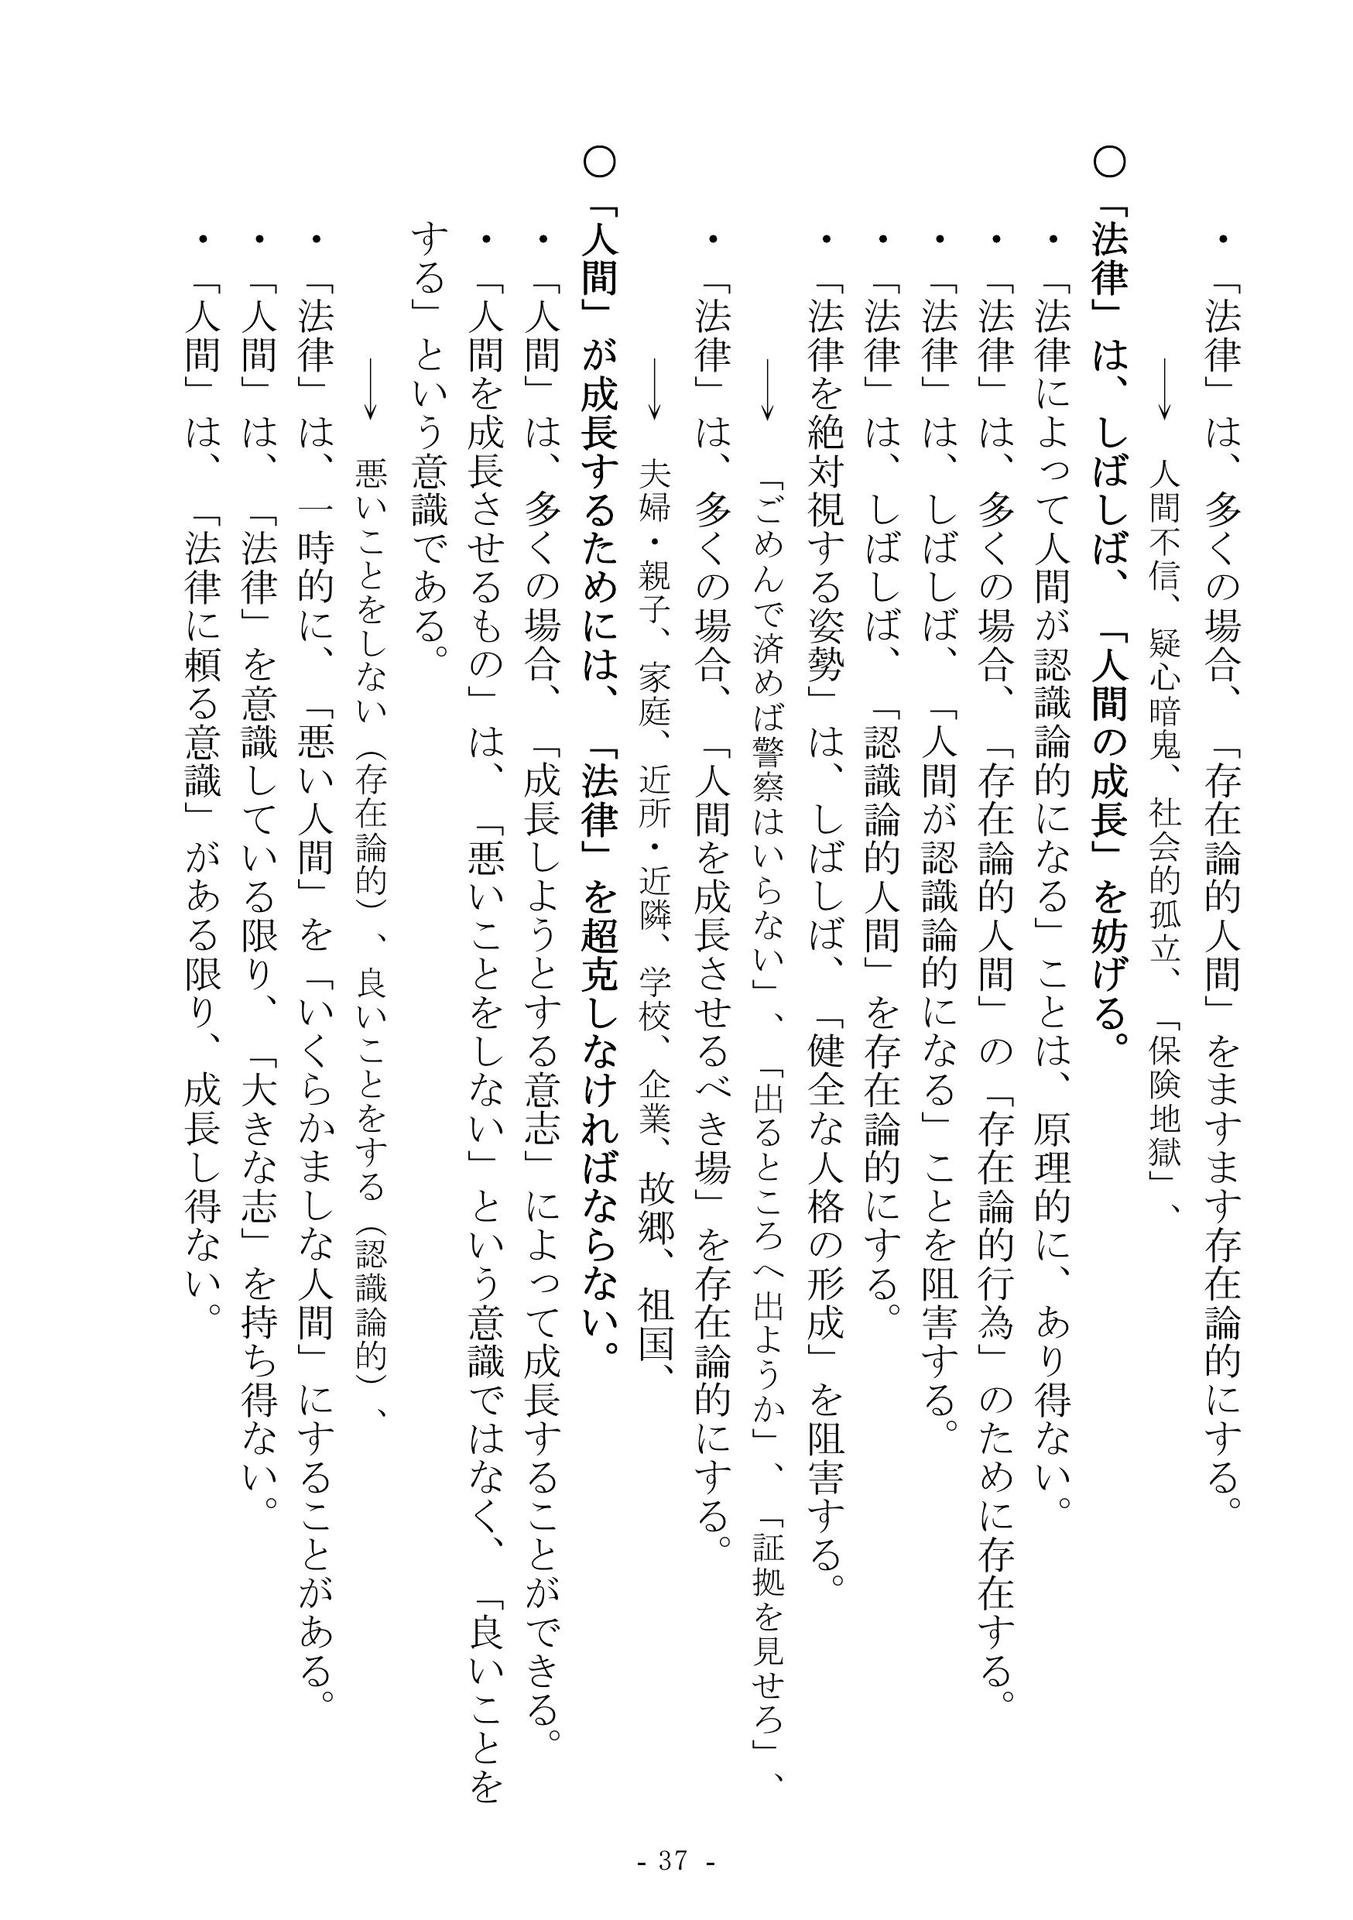 ・「法律」は、多くの場合、「存在論的人間」をますます存在論的にする。
→ 人間不信、疑心暗鬼、社会的孤立、「保険地獄」、
○「法律」は、しばしば、「人間の成長」を妨げる。
・「法律によって人間が認識論的になる」ことは、原理的に、あり得ない。
・「法律」は、多くの場合、「存在論的人間」の「存在論的行為」のために存在する。
・「法律」は、しばしば、「人間が認識論的になる」ことを阻害する。
・「法律」は、しばしば、「認識論的人間」を存在論的にする。
・「法律を絶対視する姿勢」は、しばしば、「健全な人格の形成」を阻害する。
→ 「ごめんで済めば警察はいらない」、「出るところへ出ようか」、「証拠を見せろ」、
・「法律」は、多くの場合、「人間を成長させるべき場」を存在論的にする。
→ 夫婦・親子、家庭、近所・近隣、学校、企業、故郷、祖国、
○「人間」が成長するためには、「法律」を超克しなければならない。
・「人間」は、多くの場合、「成長しようとする意志」によって成長することができる。
・「人間を成長させるもの」は、「悪いことをしない」という意識ではなく、「良いことを
する」という意識である。
→ 悪いことをしない（存在論的）、良いことをする（認識論的）、
・「法律」は、一時的に、「悪い人間」を「いくらかましな人間」にすることがある。
・「人間」は、「法律」を意識している限り、「大きな志」を持ち得ない。
・「人間」は、「法律に頼る意識」がある限り、成長し得ない。
- 37 -